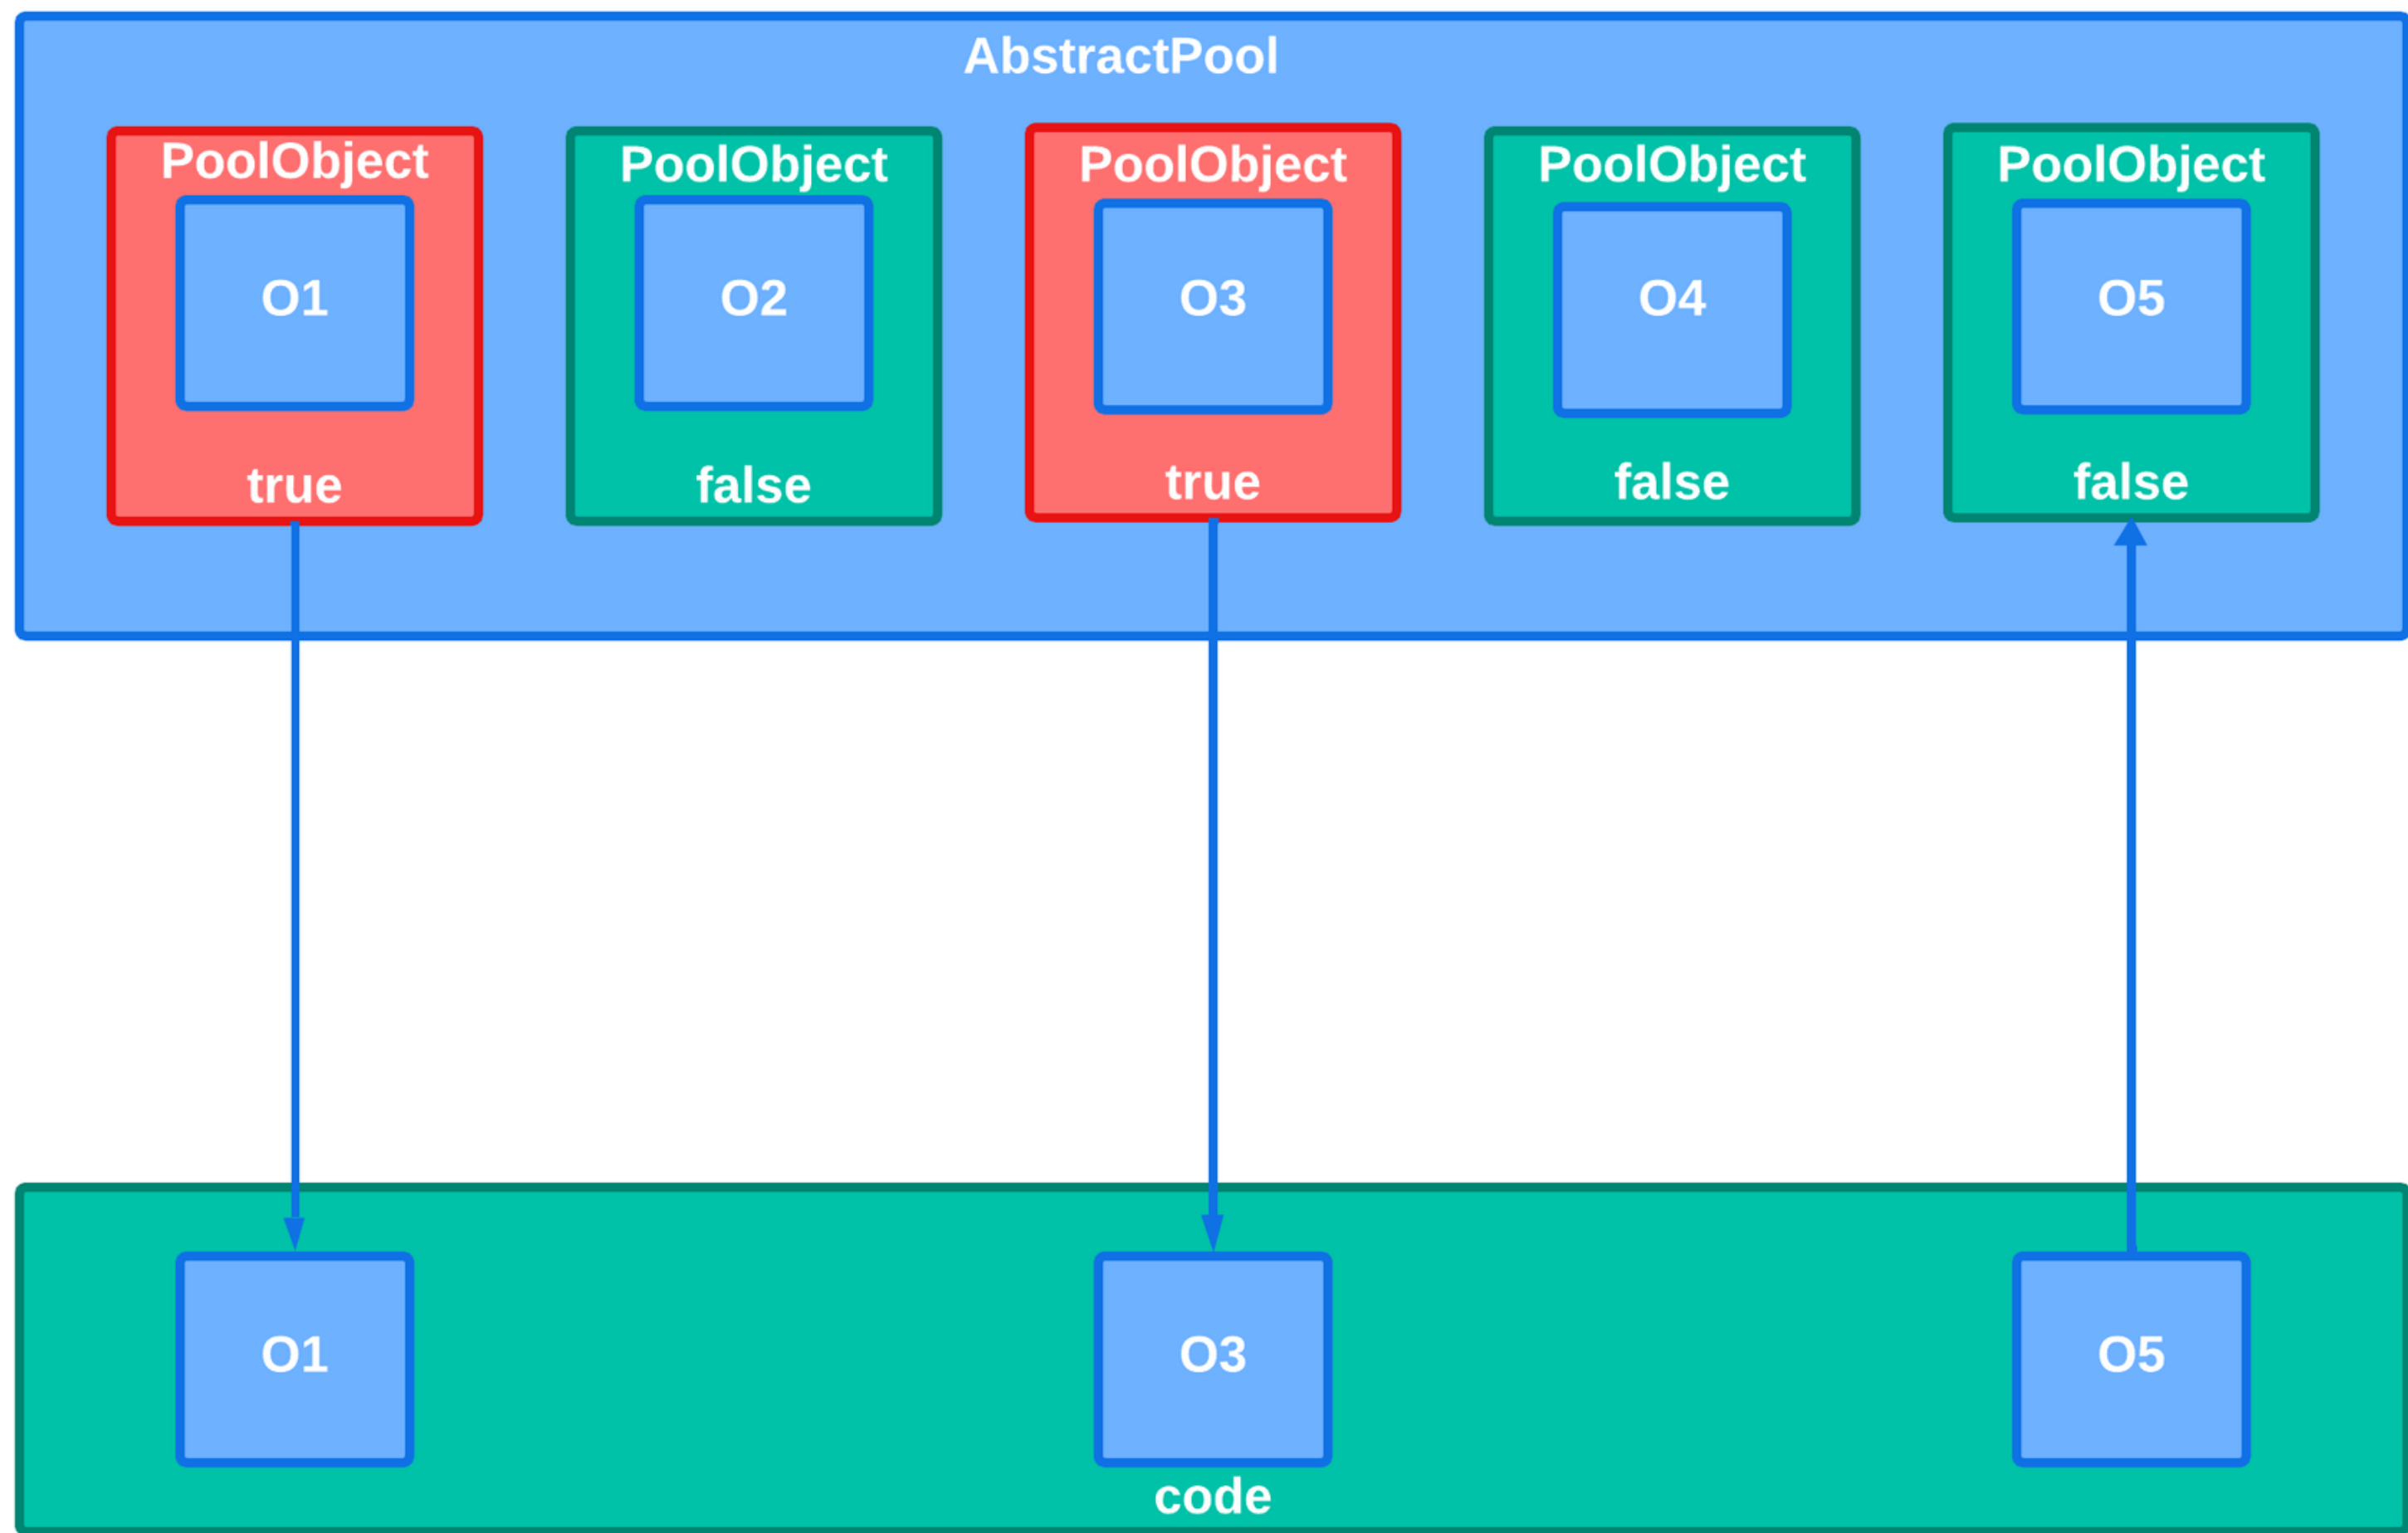 AbstractPool
PoolObject
O1
true
PoolObject
O2
false
PoolObject
O3
true
PoolObject
O4
false
PoolObject
O5
false
O1
O3
O5
code